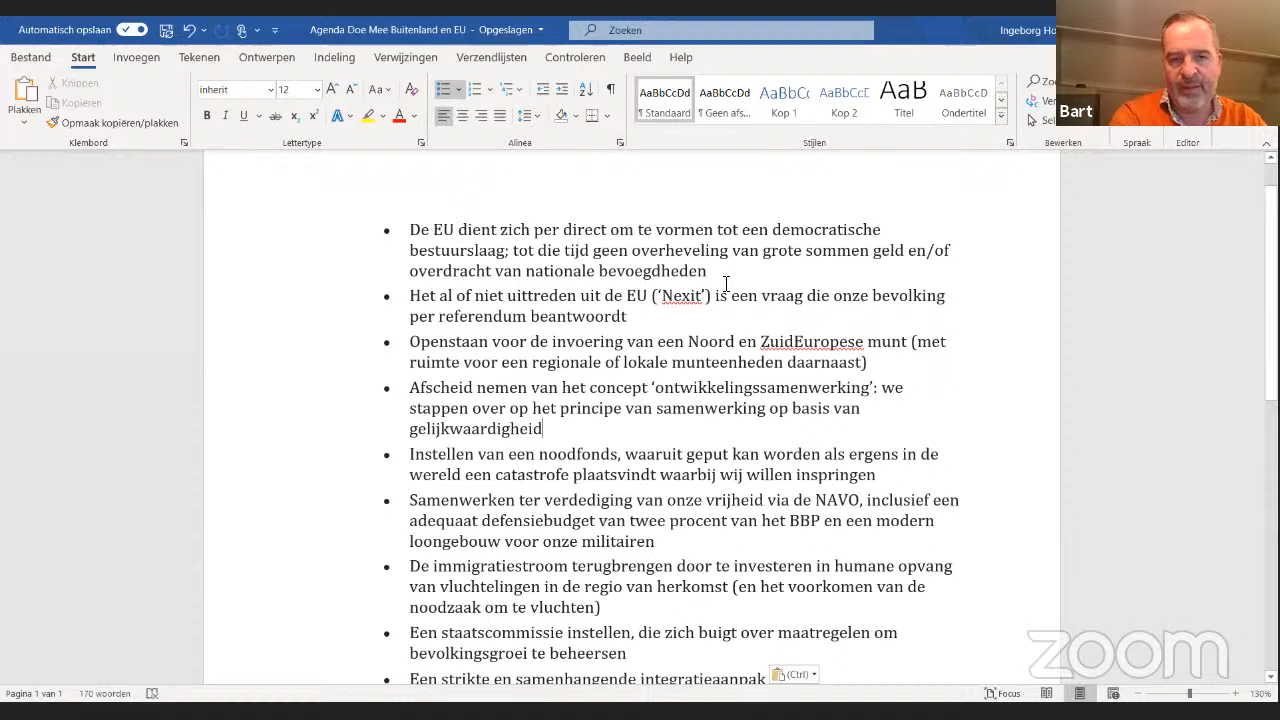 Automatisch opslaan
Agenda Doe Mee Buitenland en EU - Opgeslagen
Zoeken
Ingeborg Ho
Bestand Start Invoegen Tekenen Ontwerpen Indeling Verwijzingen Verzendlijsten Controleren Beeld Help
Plakken
Knippen
Kopiëren
Opmaak kopiëren/plakken
inherit 12
AaBbCcDd AaBbCcDd AaBbCc AaBbCcDd AaB AaBbCcDd
¶ Standaard ¶ Geen afs... Kop 1 Kop 2 Titel Ondertitel
Zo
Ver
Sel
Bart
Klembord Lettertype Alinea Stijlen Bewerken Spraak Editor
• De EU dient zich per direct om te vormen tot een democratische
bestuurslaag; tot die tijd geen overheveling van grote sommen geld en/of
overdracht van nationale bevoegdheden
• Het al of niet uittreden uit de EU (‘Nexit’) is een vraag die onze bevolking
per referendum beantwoordt
• Openstaan voor de invoering van een Noord en ZuidEuropese munt (met
ruimte voor een regionale of lokale munteenheden daarnaast)
• Afscheid nemen van het concept ‘ontwikkelingssamenwerking’: we
stappen over op het principe van samenwerking op basis van
gelijkwaardigheid
• Instellen van een noodfonds, waaruit geput kan worden als ergens in de
wereld een catastrofe plaatsvindt waarbij wij willen inspringen
• Samenwerken ter verdediging van onze vrijheid via de NAVO, inclusief een
adequaat defensiebudget van twee procent van het BBP en een modern
loongebouw voor onze militairen
• De immigratiestroom terugbrengen door te investeren in humane opvang
van vluchtelingen in de regio van herkomst (en het voorkomen van de
noodzaak om te vluchten)
• Een staatscommissie instellen, die zich buigt over maatregelen om
bevolkingsgroei te beheersen
• Een strikte en samenhangende integratieaanpak
(Ctrl)
zoom
Pagina 1 van 1 170 woorden Focus 130%